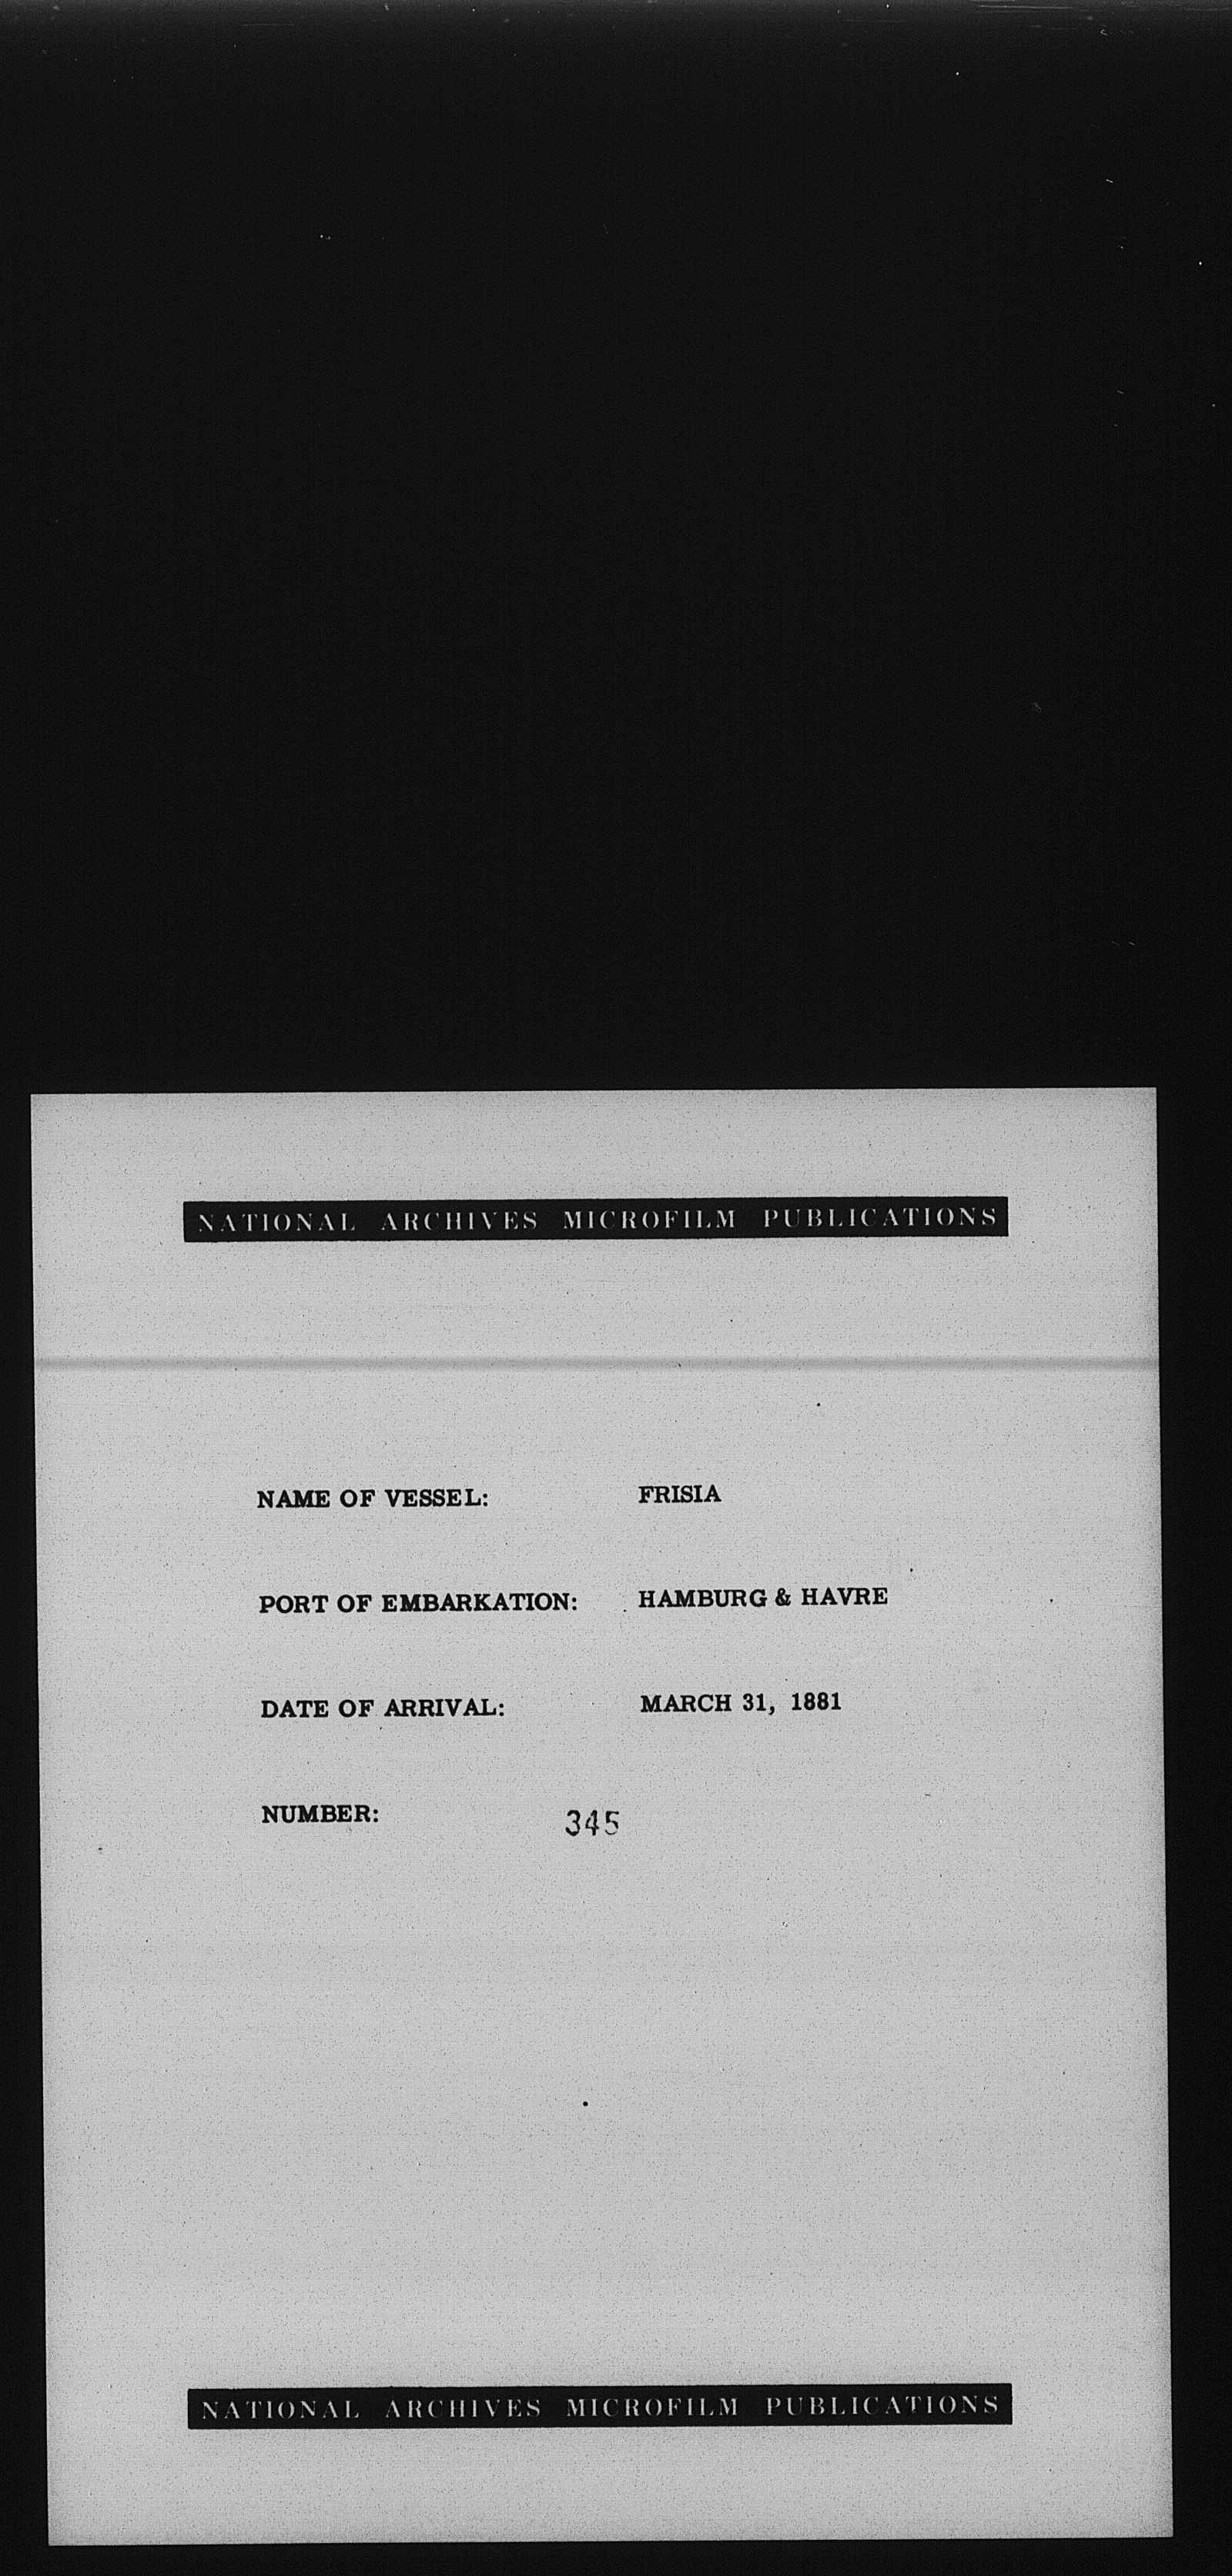 NATIONAL ARCHIVES MICROFILM PUBLICATIONS
NAME OF VESSEL: FRISIA
PORT OF EMBARKATION: HAMBURG & HAVRE
DATE OF ARRIVAL: MARCH 31, 1881
NUMBER: 345
NATIONAL ARCHIVES MICROFILM PUBLICATIONS